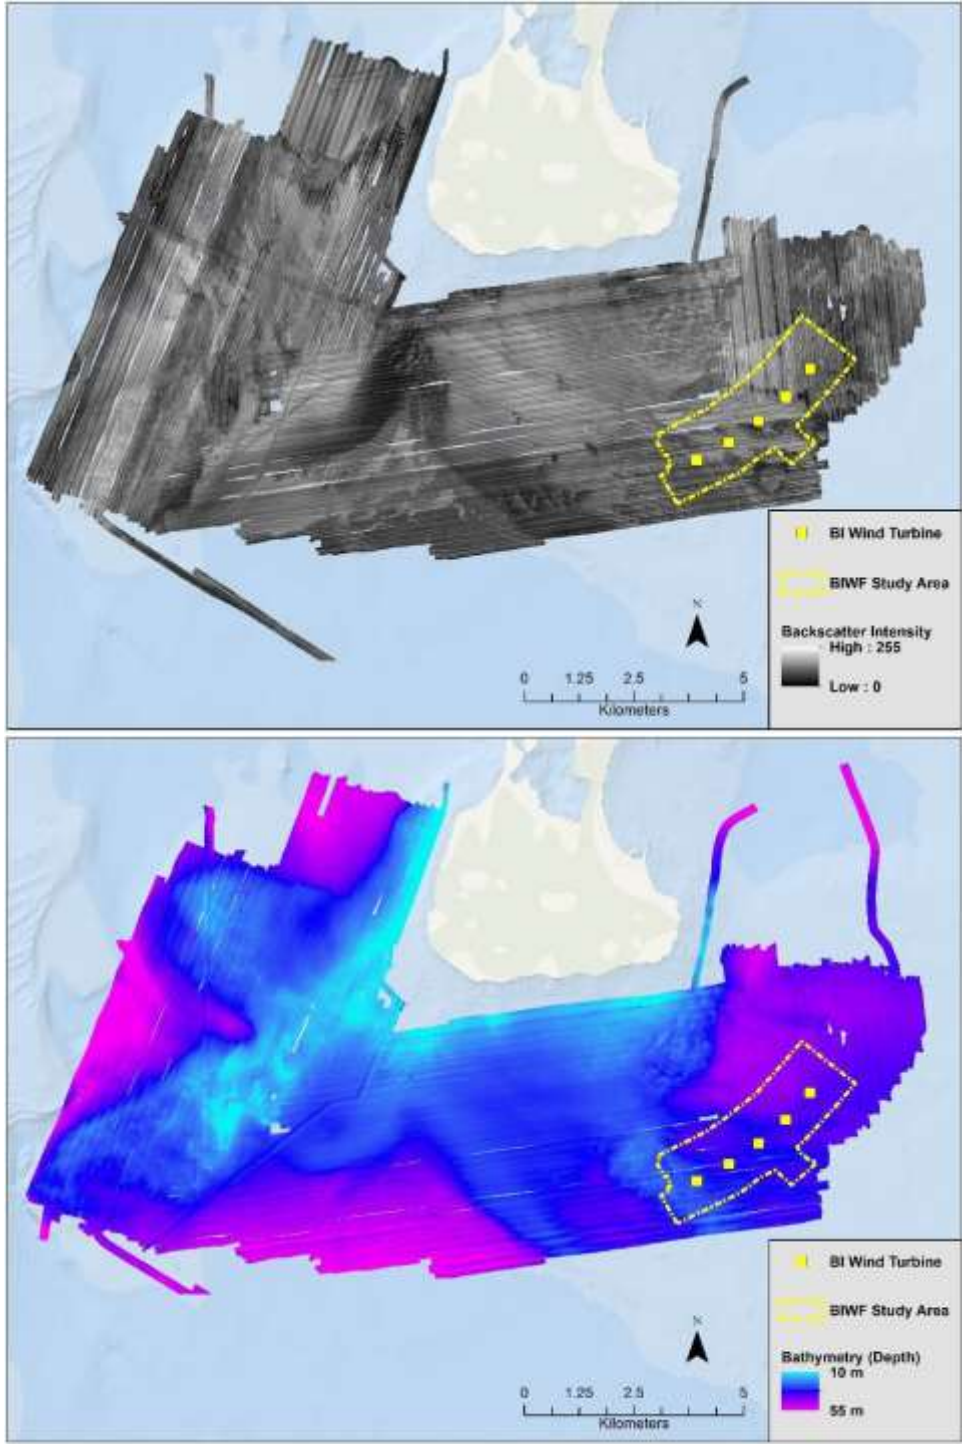 BI Wind Turbine
BIWF Study Area
Backscatter Intensity
High : 255
Low : 0
N
0 1.25 2.5 5
Kilometers
BI Wind Turbine
BIWF Study Area
Bathymetry (Depth)
10 m
55 m
N
0 1.25 2.5 5
Kilometers